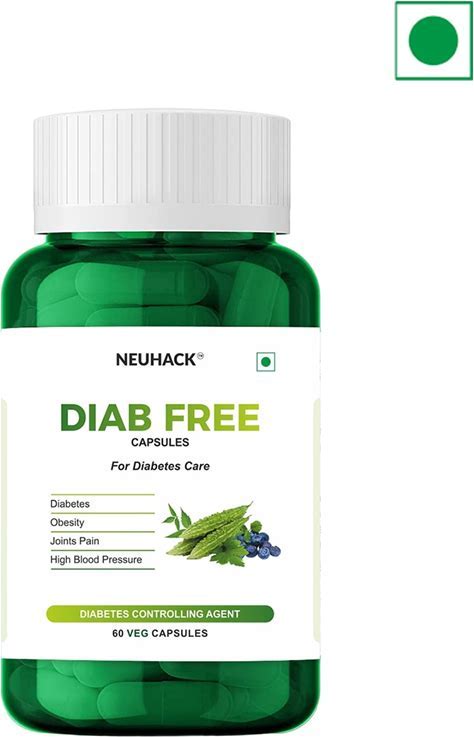 NEUHACK™
DIAB FREE
CAPSULES
For Diabetes Care
Diabetes
Obesity
Joints Pain
High Blood Pressure
DIABETES CONTROLLING AGENT
60 VEG CAPSULES